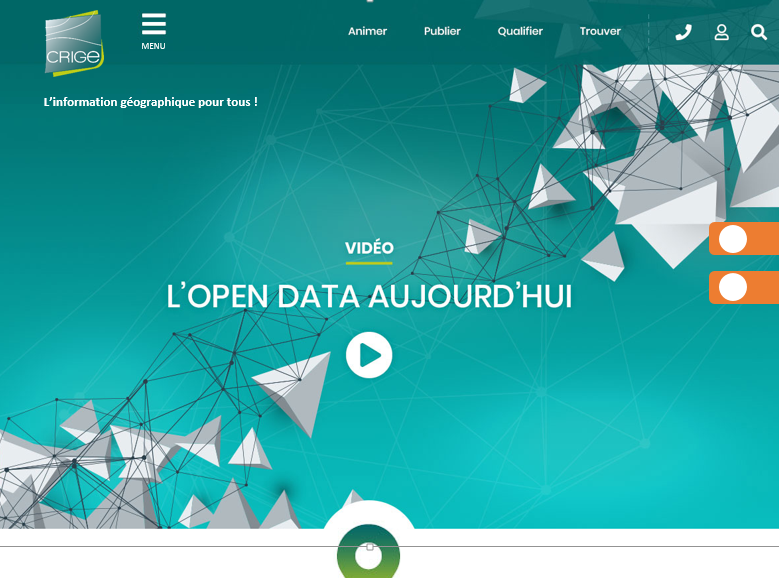 CRIGE
MENU
Animer
Publier
Qualifier
Trouver
L'information géographique pour tous !
VIDÉO
L'OPEN DATA AUJOURD'HUI